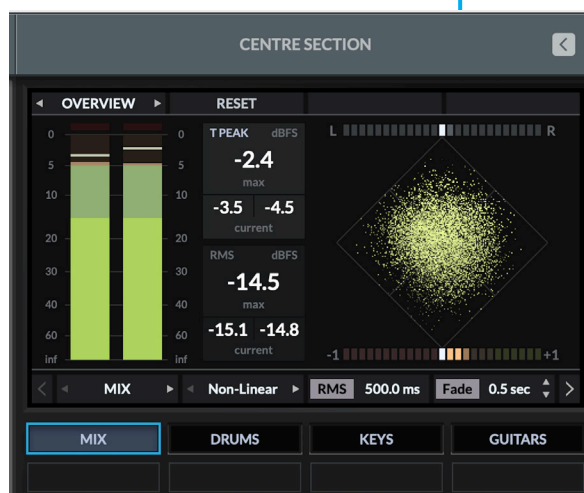 CENTRE SECTION
OVERVIEW RESET
0 0 T PEAK dBFS L R
-2.4
5 5 max
10 10 -3.5 -4.5
current
20 20
RMS dBFS
30 30 -14.5
40 40 max
60 60 -15.1 -14.8
inf inf current -1 +1
MIX Non-Linear RMS 500.0 ms Fade 0.5 sec
MIX DRUMS KEYS GUITARS